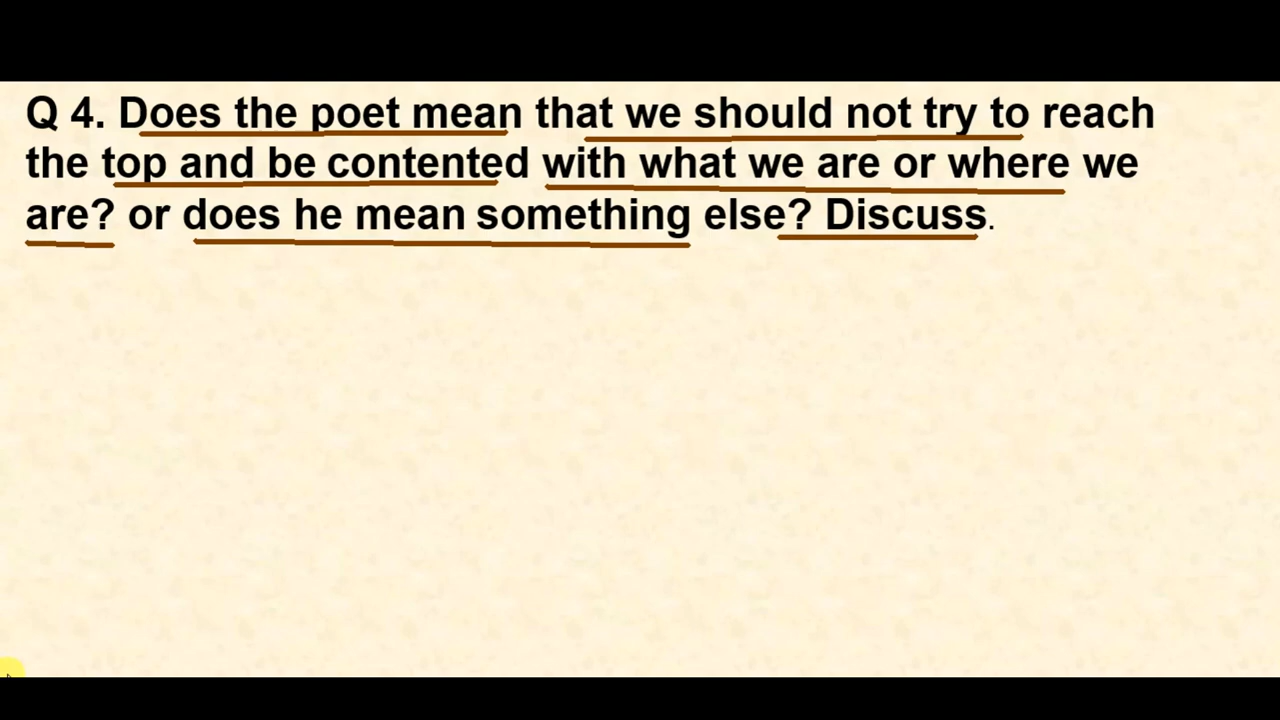 Q 4. Does the poet mean that we should not try to reach
the top and be contented with what we are or where we
are? or does he mean something else? Discuss.